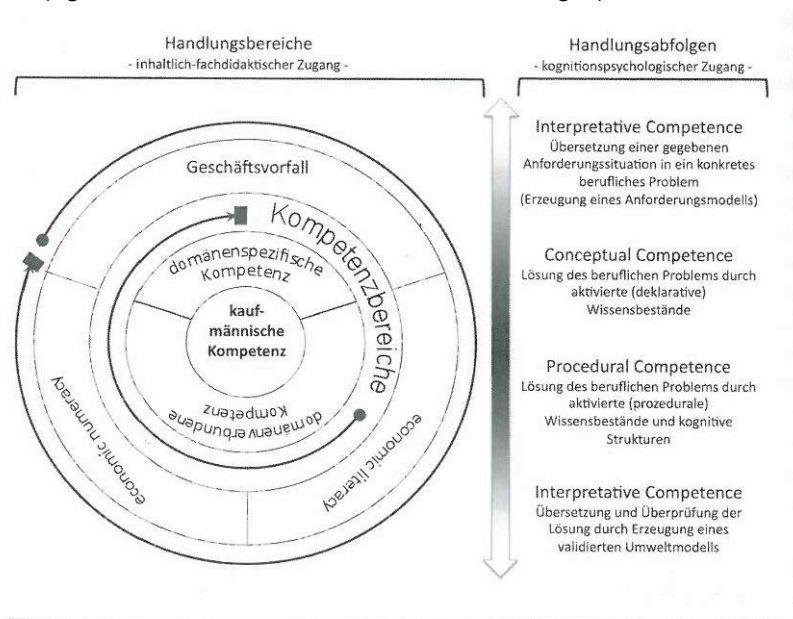 Handlungsbereiche
- inhaltlich-fachdidaktischer Zugang -
Geschäftsvorfall
Kompetenzbereiche
domänenspezifische
Kompetenz
kauf-
männische
Kompetenz
domänenverbundene
Kompetenz
economic numeracy
economic literacy
Handlungsabfolgen
- kognitionspsychologischer Zugang -
Interpretative Competence
Übersetzung einer gegebenen
Anforderungssituation in ein konkretes
berufliches Problem
(Erzeugung eines Anforderungsmodells)
Conceptual Competence
Lösung des beruflichen Problems durch
aktivierte (deklarative)
Wissensbestände
Procedural Competence
Lösung des beruflichen Problems durch
aktivierte (prozedurale)
Wissensbestände und kognitive
Strukturen
Interpretative Competence
Übersetzung und Überprüfung der
Lösung durch Erzeugung eines
validierten Umweltmodells